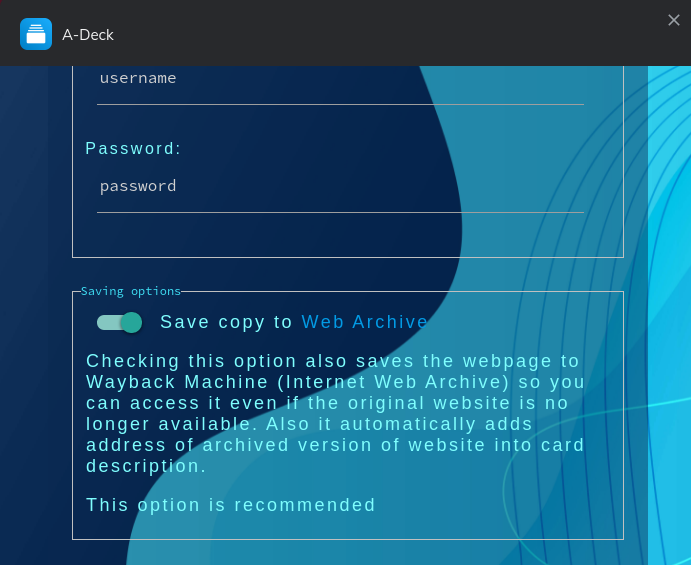 A-Deck
username
Password:
password
Saving options
Save copy to Web Archive
Checking this option also saves the webpage to
Wayback Machine (Internet Web Archive) so you
can access it even if the original website is no
longer available. Also it automatically adds
address of archived version of website into card
description.
This option is recommended